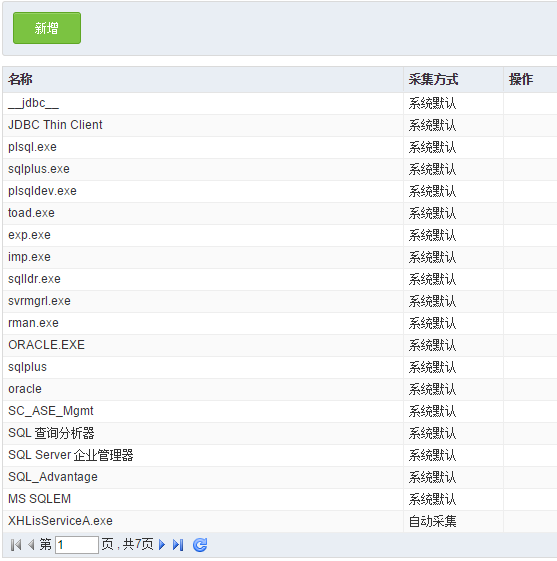 新增
名称 采集方式 操作
__jdbc__ 系统默认
JDBC Thin Client 系统默认
plsql.exe 系统默认
sqlplus.exe 系统默认
plsqldev.exe 系统默认
toad.exe 系统默认
exp.exe 系统默认
imp.exe 系统默认
sqlldr.exe 系统默认
svrmgrl.exe 系统默认
rman.exe 系统默认
ORACLE.EXE 系统默认
sqlplus 系统默认
oracle 系统默认
SC_ASE_Mgmt 系统默认
SQL 查询分析器 系统默认
SQL Server 企业管理器 系统默认
SQL_Advantage 系统默认
MS SQLEM 系统默认
XHLisServiceA.exe 自动采集
第 1 页 , 共7页